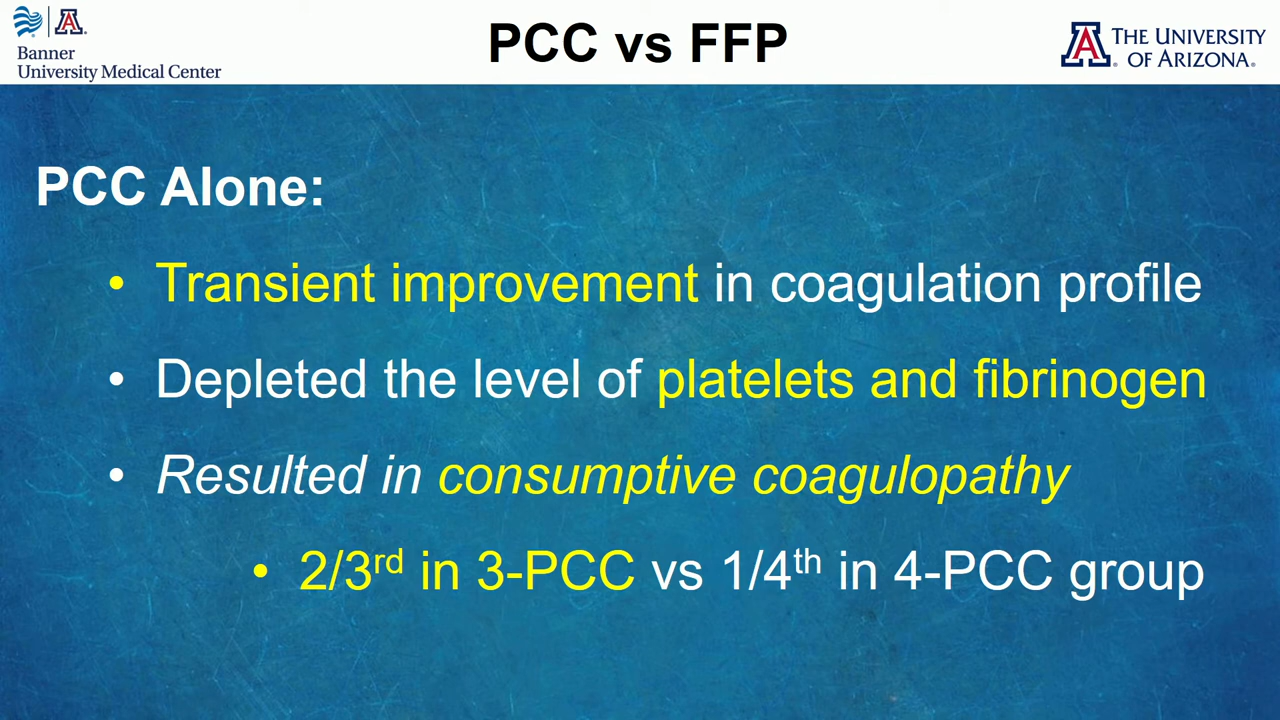 Banner
University Medical Center
PCC vs FFP
THE UNIVERSITY
OF ARIZONA®
PCC Alone:
• Transient improvement in coagulation profile
• Depleted the level of platelets and fibrinogen
• Resulted in consumptive coagulopathy
• 2/3rd in 3-PCC vs 1/4th in 4-PCC group